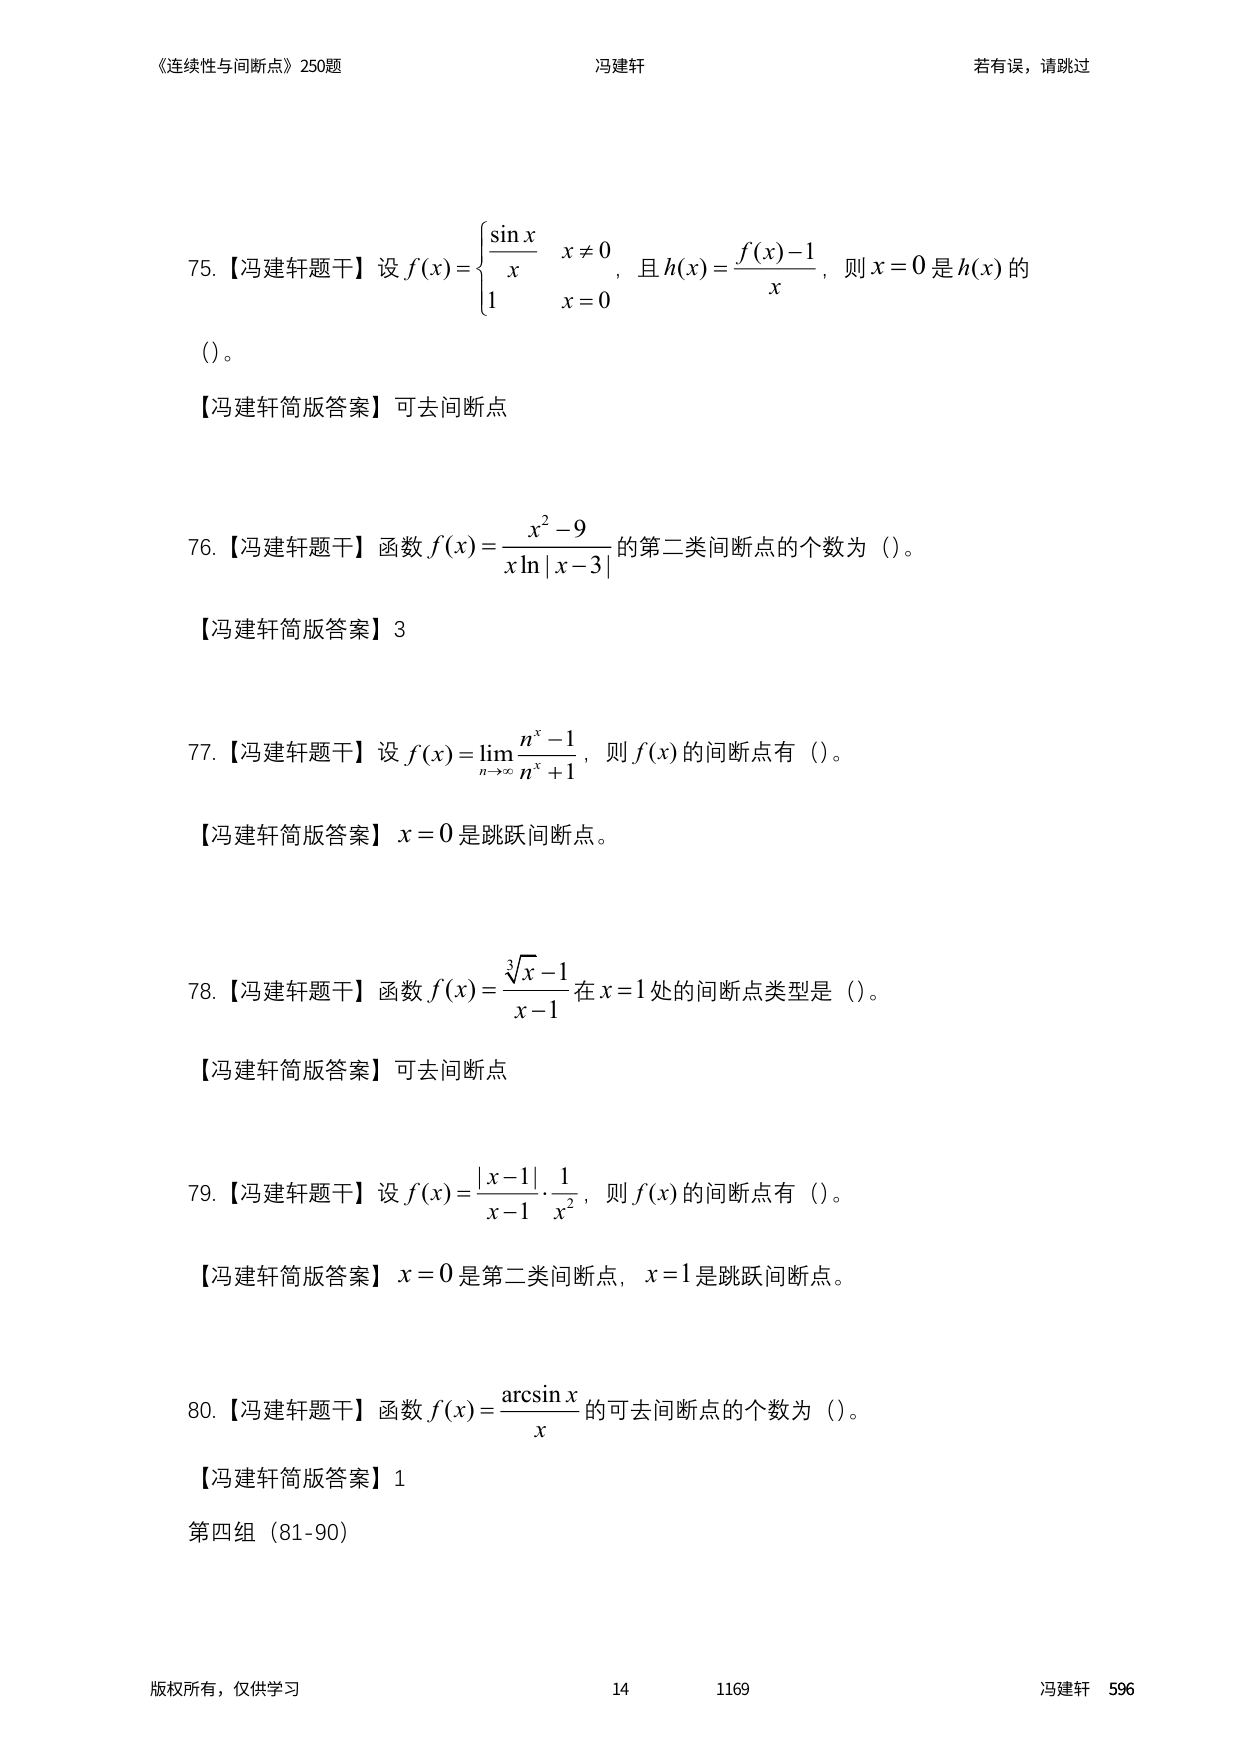 《连续性与间断点》250题 冯建轩 若有误，请跳过
75.【冯建轩题干】设 f(x) = { sin x / x  x ≠ 0, 1  x = 0 ，且 h(x) = (f(x) − 1) / x ，则 x = 0 是 h(x) 的
（）。
【冯建轩简版答案】可去间断点
76.【冯建轩题干】函数 f(x) = (x² − 9) / (x ln | x − 3 |) 的第二类间断点的个数为（）。
【冯建轩简版答案】3
77.【冯建轩题干】设 f(x) = lim_{n→∞} (n^x − 1) / (n^x + 1) ，则 f(x) 的间断点有（）。
【冯建轩简版答案】 x = 0 是跳跃间断点。
78.【冯建轩题干】函数 f(x) = (∛x − 1) / (x − 1) 在 x = 1 处的间断点类型是（）。
【冯建轩简版答案】可去间断点
79.【冯建轩题干】设 f(x) = | x − 1 | / (x − 1) · 1 / x² ，则 f(x) 的间断点有（）。
【冯建轩简版答案】 x = 0 是第二类间断点， x = 1 是跳跃间断点。
80.【冯建轩题干】函数 f(x) = arcsin x / x 的可去间断点的个数为（）。
【冯建轩简版答案】1
第四组（81-90）
版权所有，仅供学习 14 1169 冯建轩 596